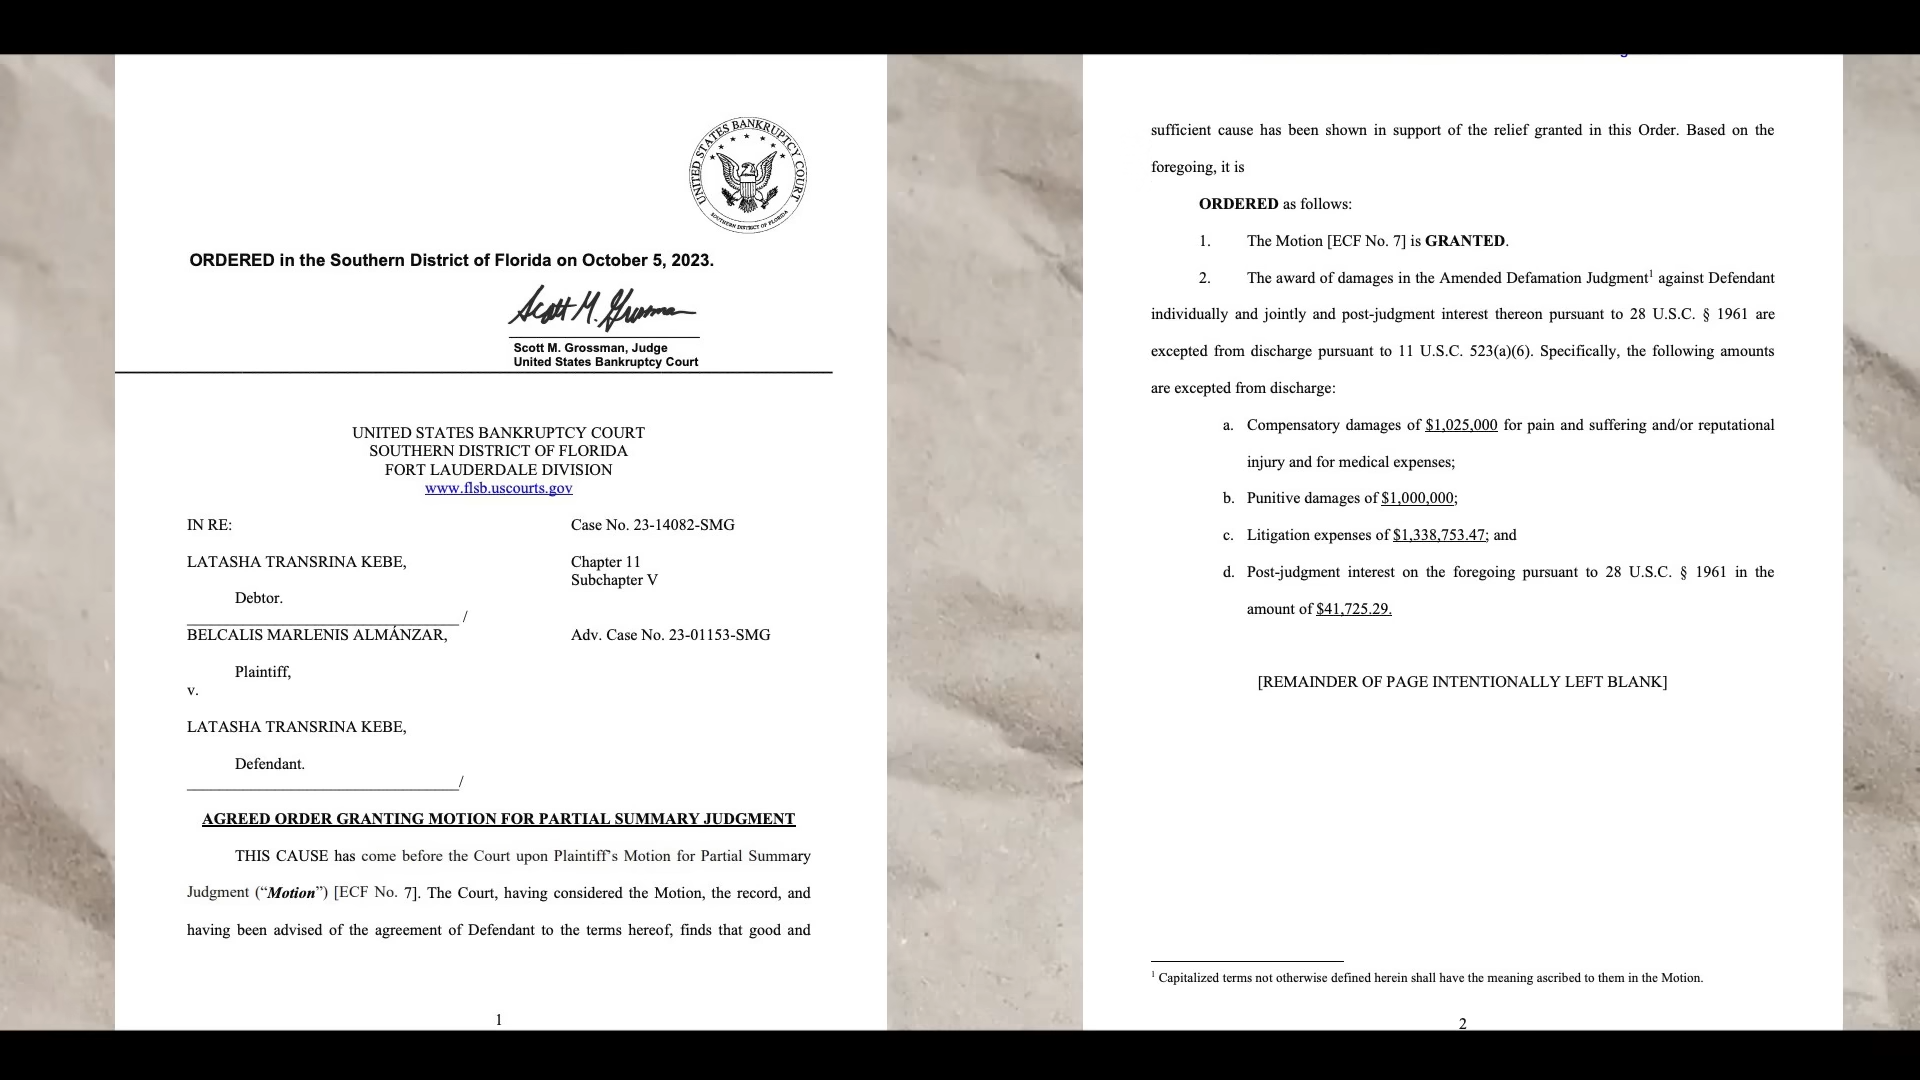 UNITED STATES BANKRUPTCY COURT
SOUTHERN DISTRICT OF FLORIDA
ORDERED in the Southern District of Florida on October 5, 2023.
Scott M. Grossman
Scott M. Grossman, Judge
United States Bankruptcy Court
UNITED STATES BANKRUPTCY COURT
SOUTHERN DISTRICT OF FLORIDA
FORT LAUDERDALE DIVISION
www.flsb.uscourts.gov
IN RE: Case No. 23-14082-SMG
LATASHA TRANSRINA KEBE, Chapter 11
Subchapter V
Debtor.
/
BELCALIS MARLENIS ALMÁNZAR, Adv. Case No. 23-01153-SMG
Plaintiff,
v.
LATASHA TRANSRINA KEBE,
Defendant.
/
AGREED ORDER GRANTING MOTION FOR PARTIAL SUMMARY JUDGMENT
THIS CAUSE has come before the Court upon Plaintiff's Motion for Partial Summary
Judgment (“Motion”) [ECF No. 7]. The Court, having considered the Motion, the record, and
having been advised of the agreement of Defendant to the terms hereof, finds that good and
1
sufficient cause has been shown in support of the relief granted in this Order. Based on the
foregoing, it is
ORDERED as follows:
1. The Motion [ECF No. 7] is GRANTED.
2. The award of damages in the Amended Defamation Judgment¹ against Defendant
individually and jointly and post-judgment interest thereon pursuant to 28 U.S.C. § 1961 are
excepted from discharge pursuant to 11 U.S.C. 523(a)(6). Specifically, the following amounts
are excepted from discharge:
a. Compensatory damages of $1,025,000 for pain and suffering and/or reputational
injury and for medical expenses;
b. Punitive damages of $1,000,000;
c. Litigation expenses of $1,338,753.47; and
d. Post-judgment interest on the foregoing pursuant to 28 U.S.C. § 1961 in the
amount of $41,725.29.
[REMAINDER OF PAGE INTENTIONALLY LEFT BLANK]
¹ Capitalized terms not otherwise defined herein shall have the meaning ascribed to them in the Motion.
2